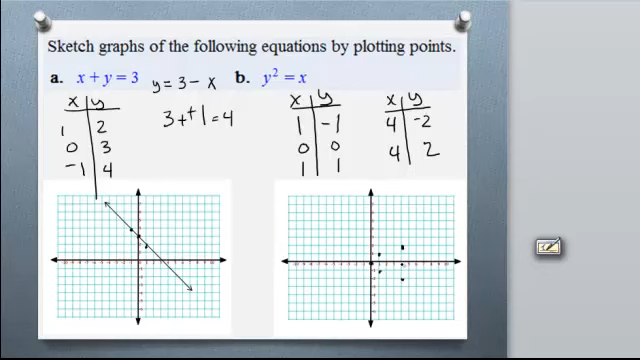 Sketch graphs of the following equations by plotting points.
a. x + y = 3 y = 3 - x b. y² = x
x y
1 2
0 3
-1 4
3 + +1 = 4
x y
1 -1
0 0
1 1
x y
4 -2
4 2